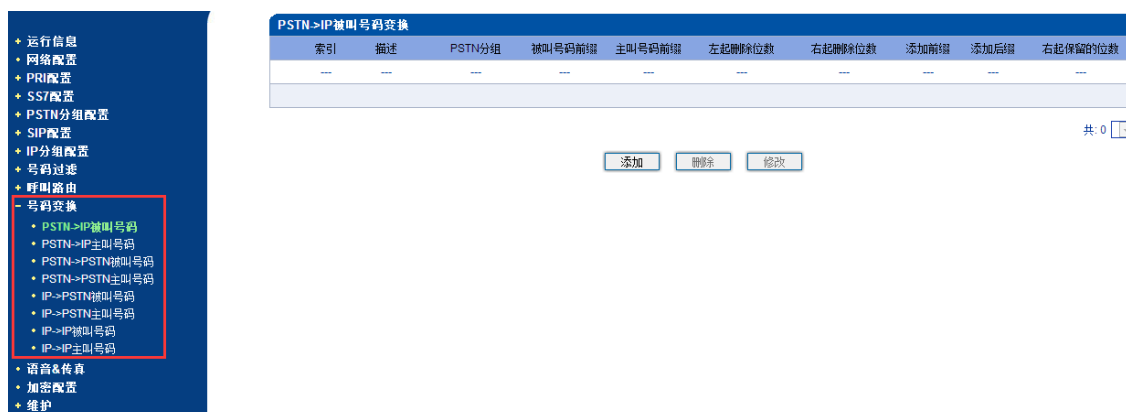 + 运行信息
• 网络配置
+ PRI配置
+ SS7配置
+ PSTN分组配置
+ SIP配置
+ IP分组配置
+ 号码过滤
+ 呼叫路由
- 号码变换
• PSTN->IP被叫号码
• PSTN->IP主叫号码
• PSTN->PSTN被叫号码
• PSTN->PSTN主叫号码
• IP->PSTN被叫号码
• IP->PSTN主叫号码
• IP->IP被叫号码
• IP->IP主叫号码
• 语音&传真
• 加密配置
+ 维护
PSTN->IP被叫号码变换
索引 描述 PSTN分组 被叫号码前缀 主叫号码前缀 左起删除位数 右起删除位数 添加前缀 添加后缀 右起保留的位数
--- --- --- --- --- --- --- --- --- ---
共: 0
添加 删除 修改